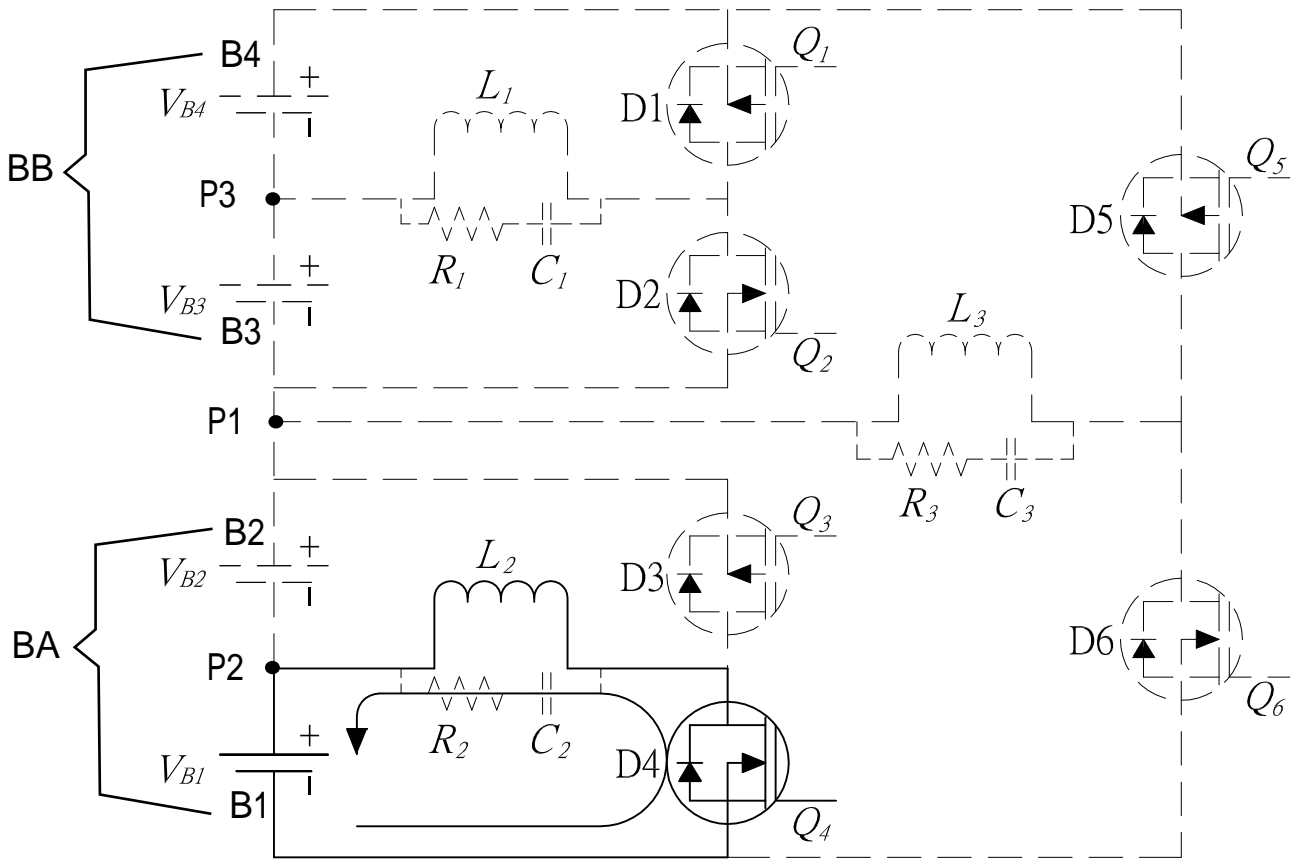 B4
Q1
+
VB4
L1
D1
BB
P3
Q5
+
D5
R1
C1
D2
VB3
B3
L3
Q2
P1
R3
C3
B2
Q3
+
L2
VB2
D3
BA
P2
D6
Q6
+
R2
C2
D4
VB1
B1
Q4